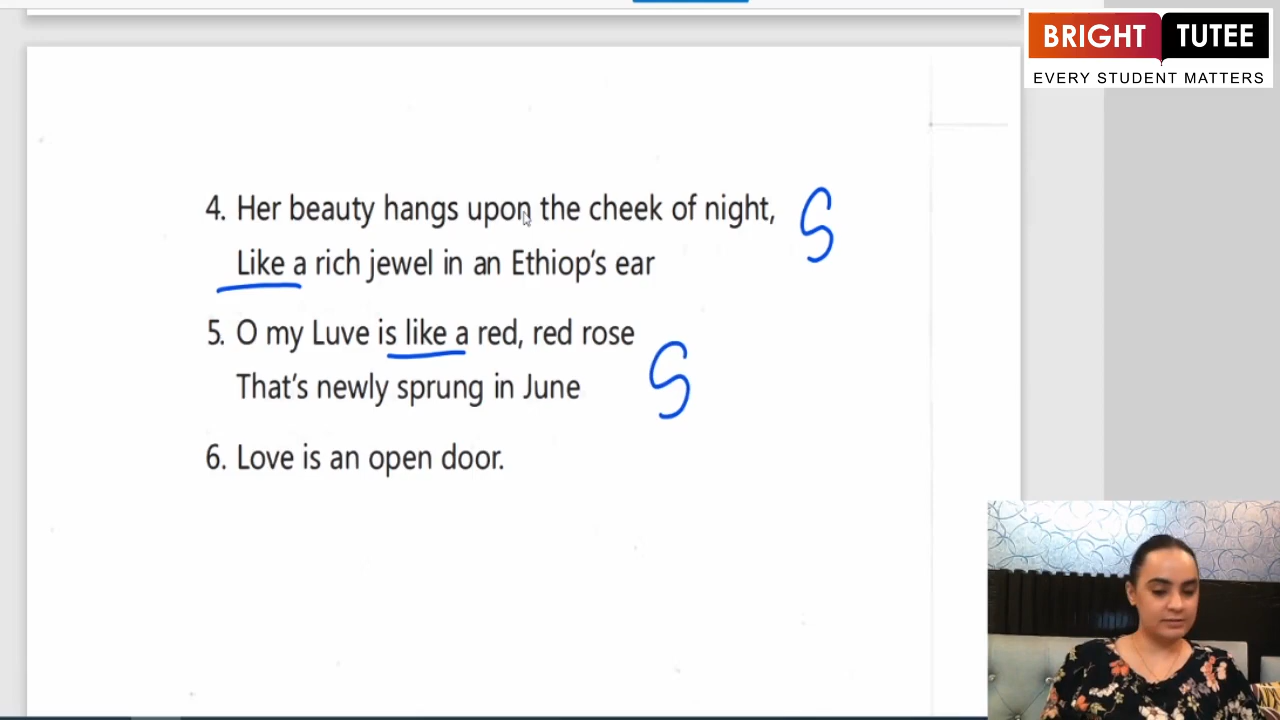 BRIGHT TUTEE
EVERY STUDENT MATTERS
4. Her beauty hangs upon the cheek of night, S
Like a rich jewel in an Ethiop's ear
5. O my Luve is like a red, red rose
That's newly sprung in June S
6. Love is an open door.